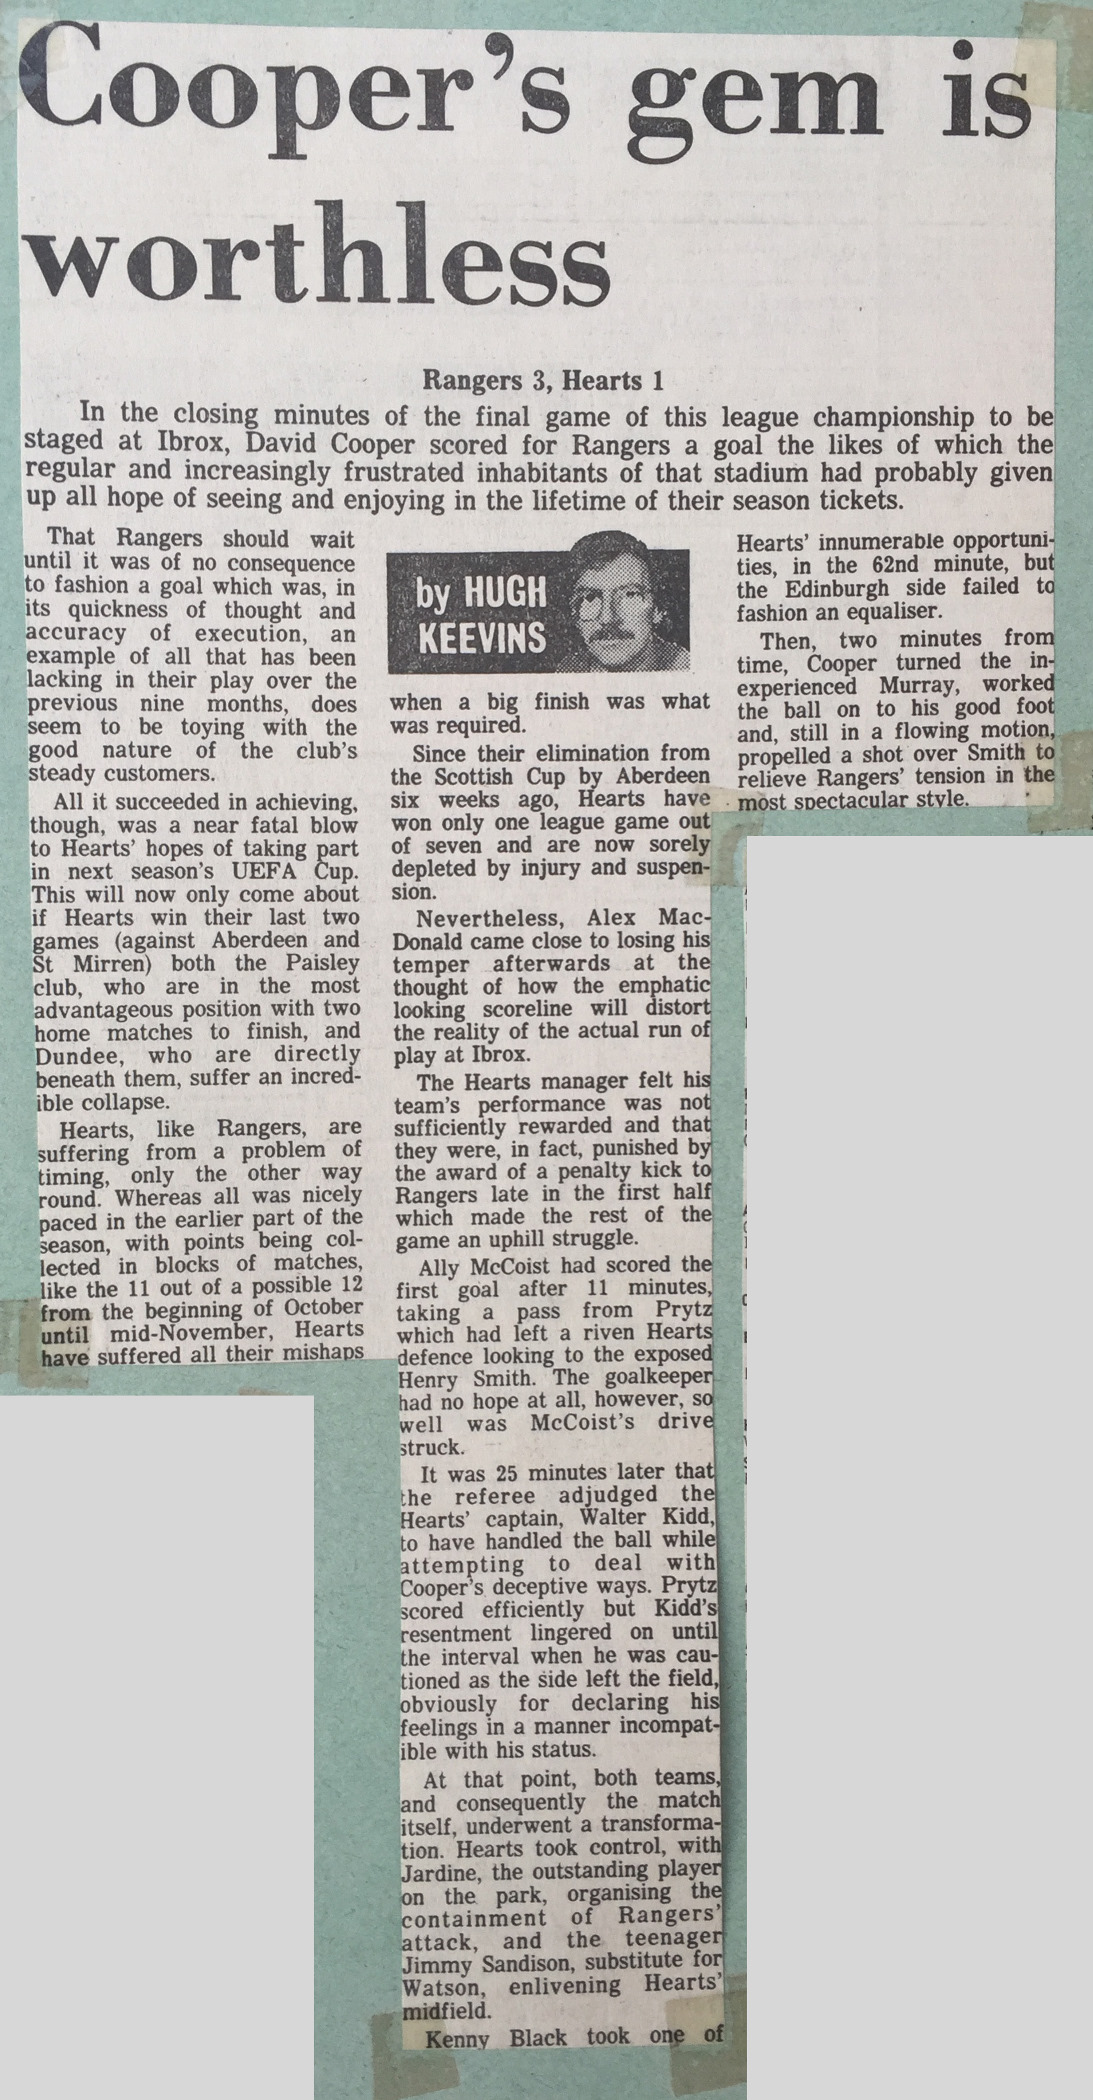 Cooper's gem is
worthless
Rangers 3, Hearts 1
In the closing minutes of the final game of this league championship to be
staged at Ibrox, David Cooper scored for Rangers a goal the likes of which the
regular and increasingly frustrated inhabitants of that stadium had probably given
up all hope of seeing and enjoying in the lifetime of their season tickets.
That Rangers should wait
until it was of no consequence
to fashion a goal which was, in
its quickness of thought and
accuracy of execution, an
example of all that has been
lacking in their play over the
previous nine months, does
seem to be toying with the
good nature of the club's
steady customers.
All it succeeded in achieving,
though, was a near fatal blow
to Hearts' hopes of taking part
in next season's UEFA Cup.
This will now only come about
if Hearts win their last two
games (against Aberdeen and
St Mirren) both the Paisley
club, who are in the most
advantageous position with two
home matches to finish, and
Dundee, who are directly
beneath them, suffer an incred-
ible collapse.
Hearts, like Rangers, are
suffering from a problem of
timing, only the other way
round. Whereas all was nicely
paced in the earlier part of the
season, with points being col-
lected in blocks of matches,
like the 11 out of a possible 12
from the beginning of October
until mid-November, Hearts
have suffered all their mishaps
by HUGH
KEEVINS
when a big finish was what
was required.
Since their elimination from
the Scottish Cup by Aberdeen
six weeks ago, Hearts have
won only one league game out
of seven and are now sorely
depleted by injury and suspen-
sion.
Nevertheless, Alex Mac-
Donald came close to losing his
temper afterwards at the
thought of how the emphatic
looking scoreline will distort
the reality of the actual run of
play at Ibrox.
The Hearts manager felt his
team's performance was not
sufficiently rewarded and that
they were, in fact, punished by
the award of a penalty kick to
Rangers late in the first half
which made the rest of the
game an uphill struggle.
Ally McCoist had scored the
first goal after 11 minutes,
taking a pass from Prytz
which had left a riven Hearts
defence looking to the exposed
Henry Smith. The goalkeeper
had no hope at all, however, so
well was McCoist's drive
struck.
It was 25 minutes later that
the referee adjudged the
Hearts' captain, Walter Kidd,
to have handled the ball while
attempting to deal with
Cooper's deceptive ways. Prytz
scored efficiently but Kidd's
resentment lingered on until
the interval when he was cau-
tioned as the side left the field,
obviously for declaring his
feelings in a manner incompat-
ible with his status.
At that point, both teams,
and consequently the match
itself, underwent a transforma-
tion. Hearts took control, with
Jardine, the outstanding player
on the park, organising the
containment of Rangers'
attack, and the teenager
Jimmy Sandison, substitute for
Watson, enlivening Hearts'
midfield.
Kenny Black took one of
Hearts' innumerable opportuni-
ties, in the 62nd minute, but
the Edinburgh side failed to
fashion an equaliser.
Then, two minutes from
time, Cooper turned the in-
experienced Murray, worked
the ball on to his good foot
and, still in a flowing motion,
propelled a shot over Smith to
relieve Rangers' tension in the
most spectacular style.